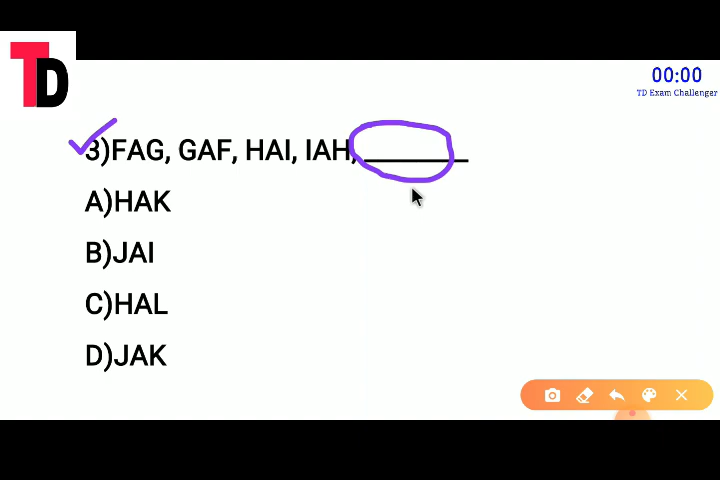 TD
00:00
TD Exam Challenger
3)FAG, GAF, HAI, IAH, ______
A)HAK
B)JAI
C)HAL
D)JAK